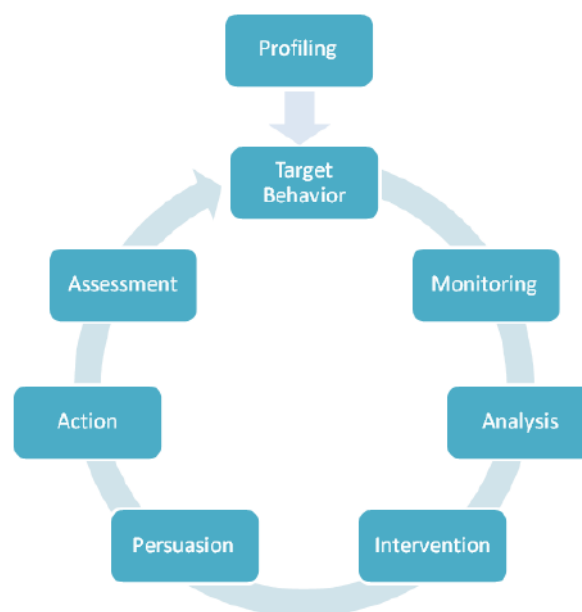 Profiling
Target
Behavior
Monitoring
Analysis
Intervention
Persuasion
Action
Assessment